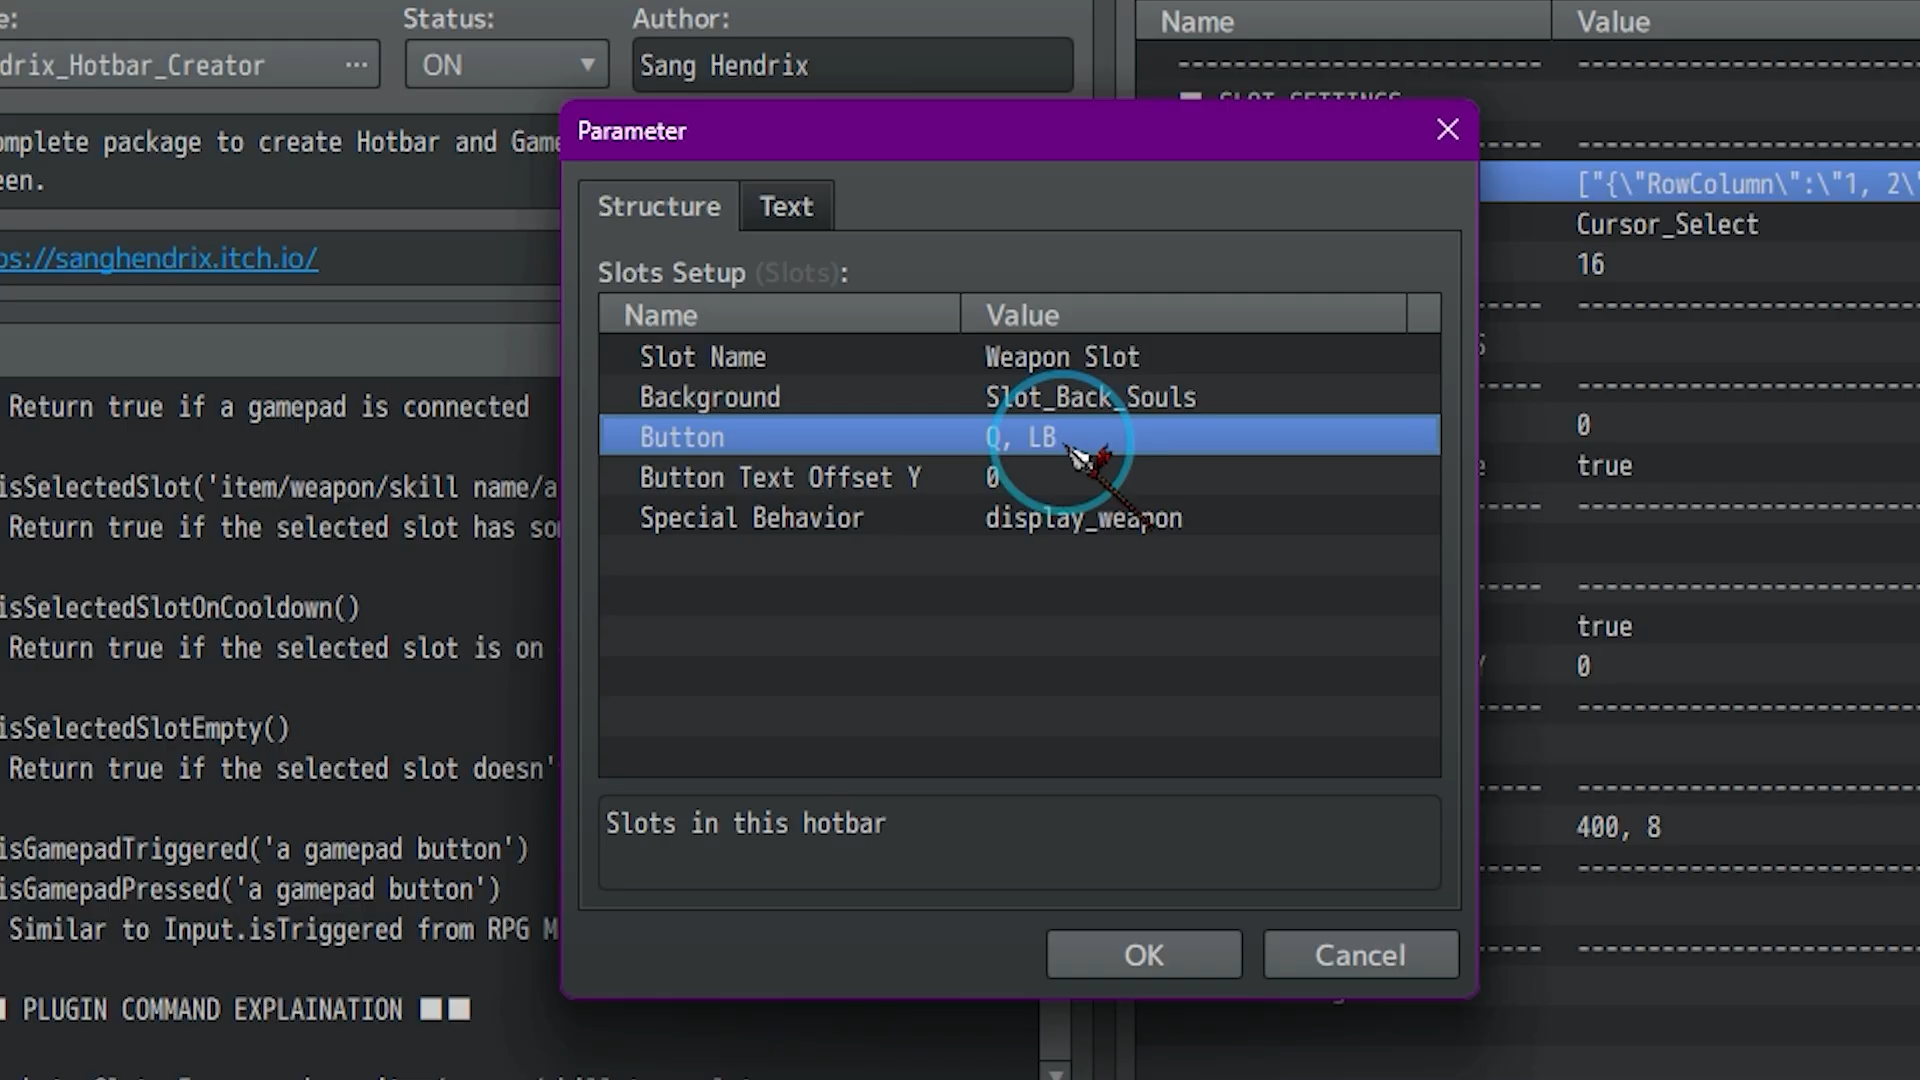 e:
Status:
Author:
drix_Hotbar_Creator
...
ON
Sang Hendrix
omplete package to create Hotbar and Game
een.
ps://sanghendrix.itch.io/
Return true if a gamepad is connected
isSelectedSlot('item/weapon/skill name/a
Return true if the selected slot has so
isSelectedSlotOnCooldown()
Return true if the selected slot is on
isSelectedSlotEmpty()
Return true if the selected slot doesn'
isGamepadTriggered('a gamepad button')
isGamepadPressed('a gamepad button')
Similar to Input.isTriggered from RPG M
PLUGIN COMMAND EXPLAINATION ■■
Parameter
Structure
Text
Slots Setup (Slots):
Name
Value
Slot Name
Weapon Slot
Background
Slot_Back_Souls
Button
Q, LB
Button Text Offset Y
0
Special Behavior
display_weapon
Slots in this hotbar
OK
Cancel
Name
Value
-------------------------- 
■ SLOT SETTINGS
["{\"RowColumn\":\"1, 2\"
Cursor_Select
16
0
true
true
0
400, 8